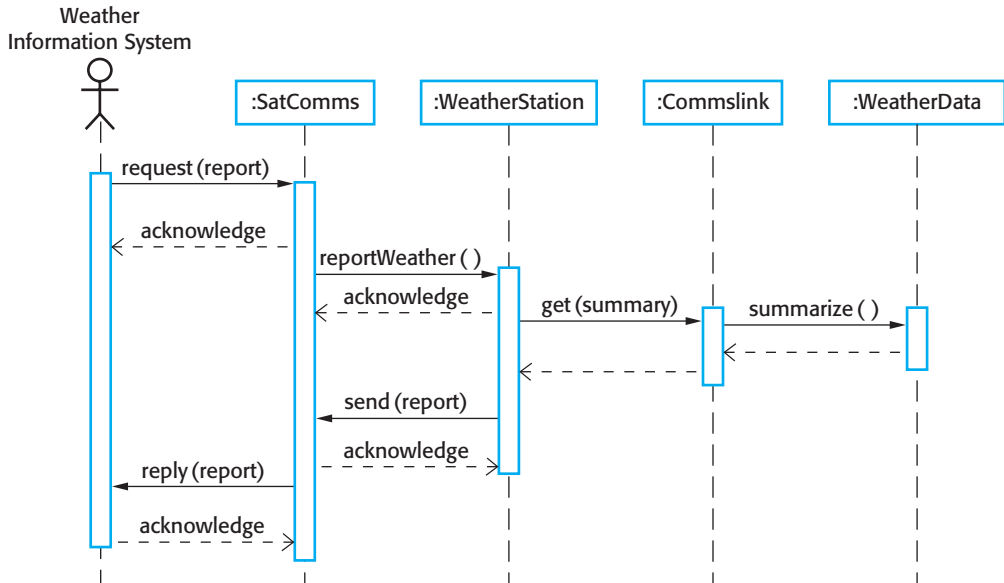 Weather
Information System
:SatComms
:WeatherStation
:Commslink
:WeatherData
request (report)
acknowledge
reportWeather ( )
acknowledge
get (summary)
summarize ( )
send (report)
acknowledge
reply (report)
acknowledge